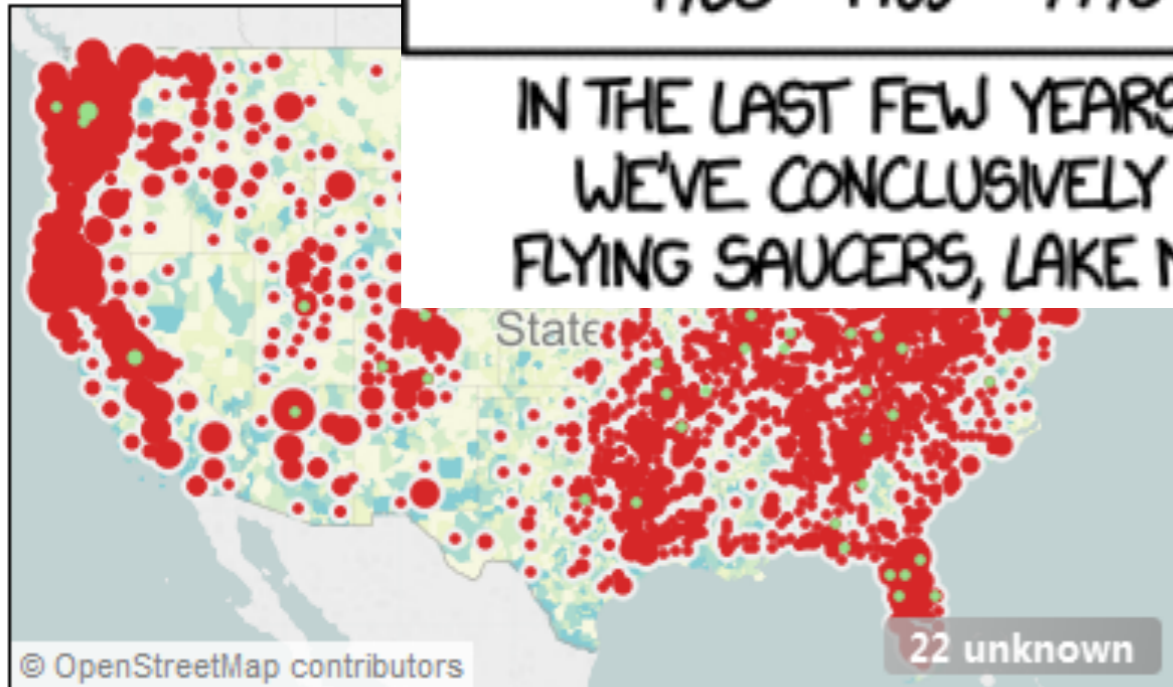 IN THE LAST FEW YEARS
WE'VE CONCLUSIVELY
FLYING SAUCERS, LAKE
State
22 unknown
© OpenStreetMap contributors